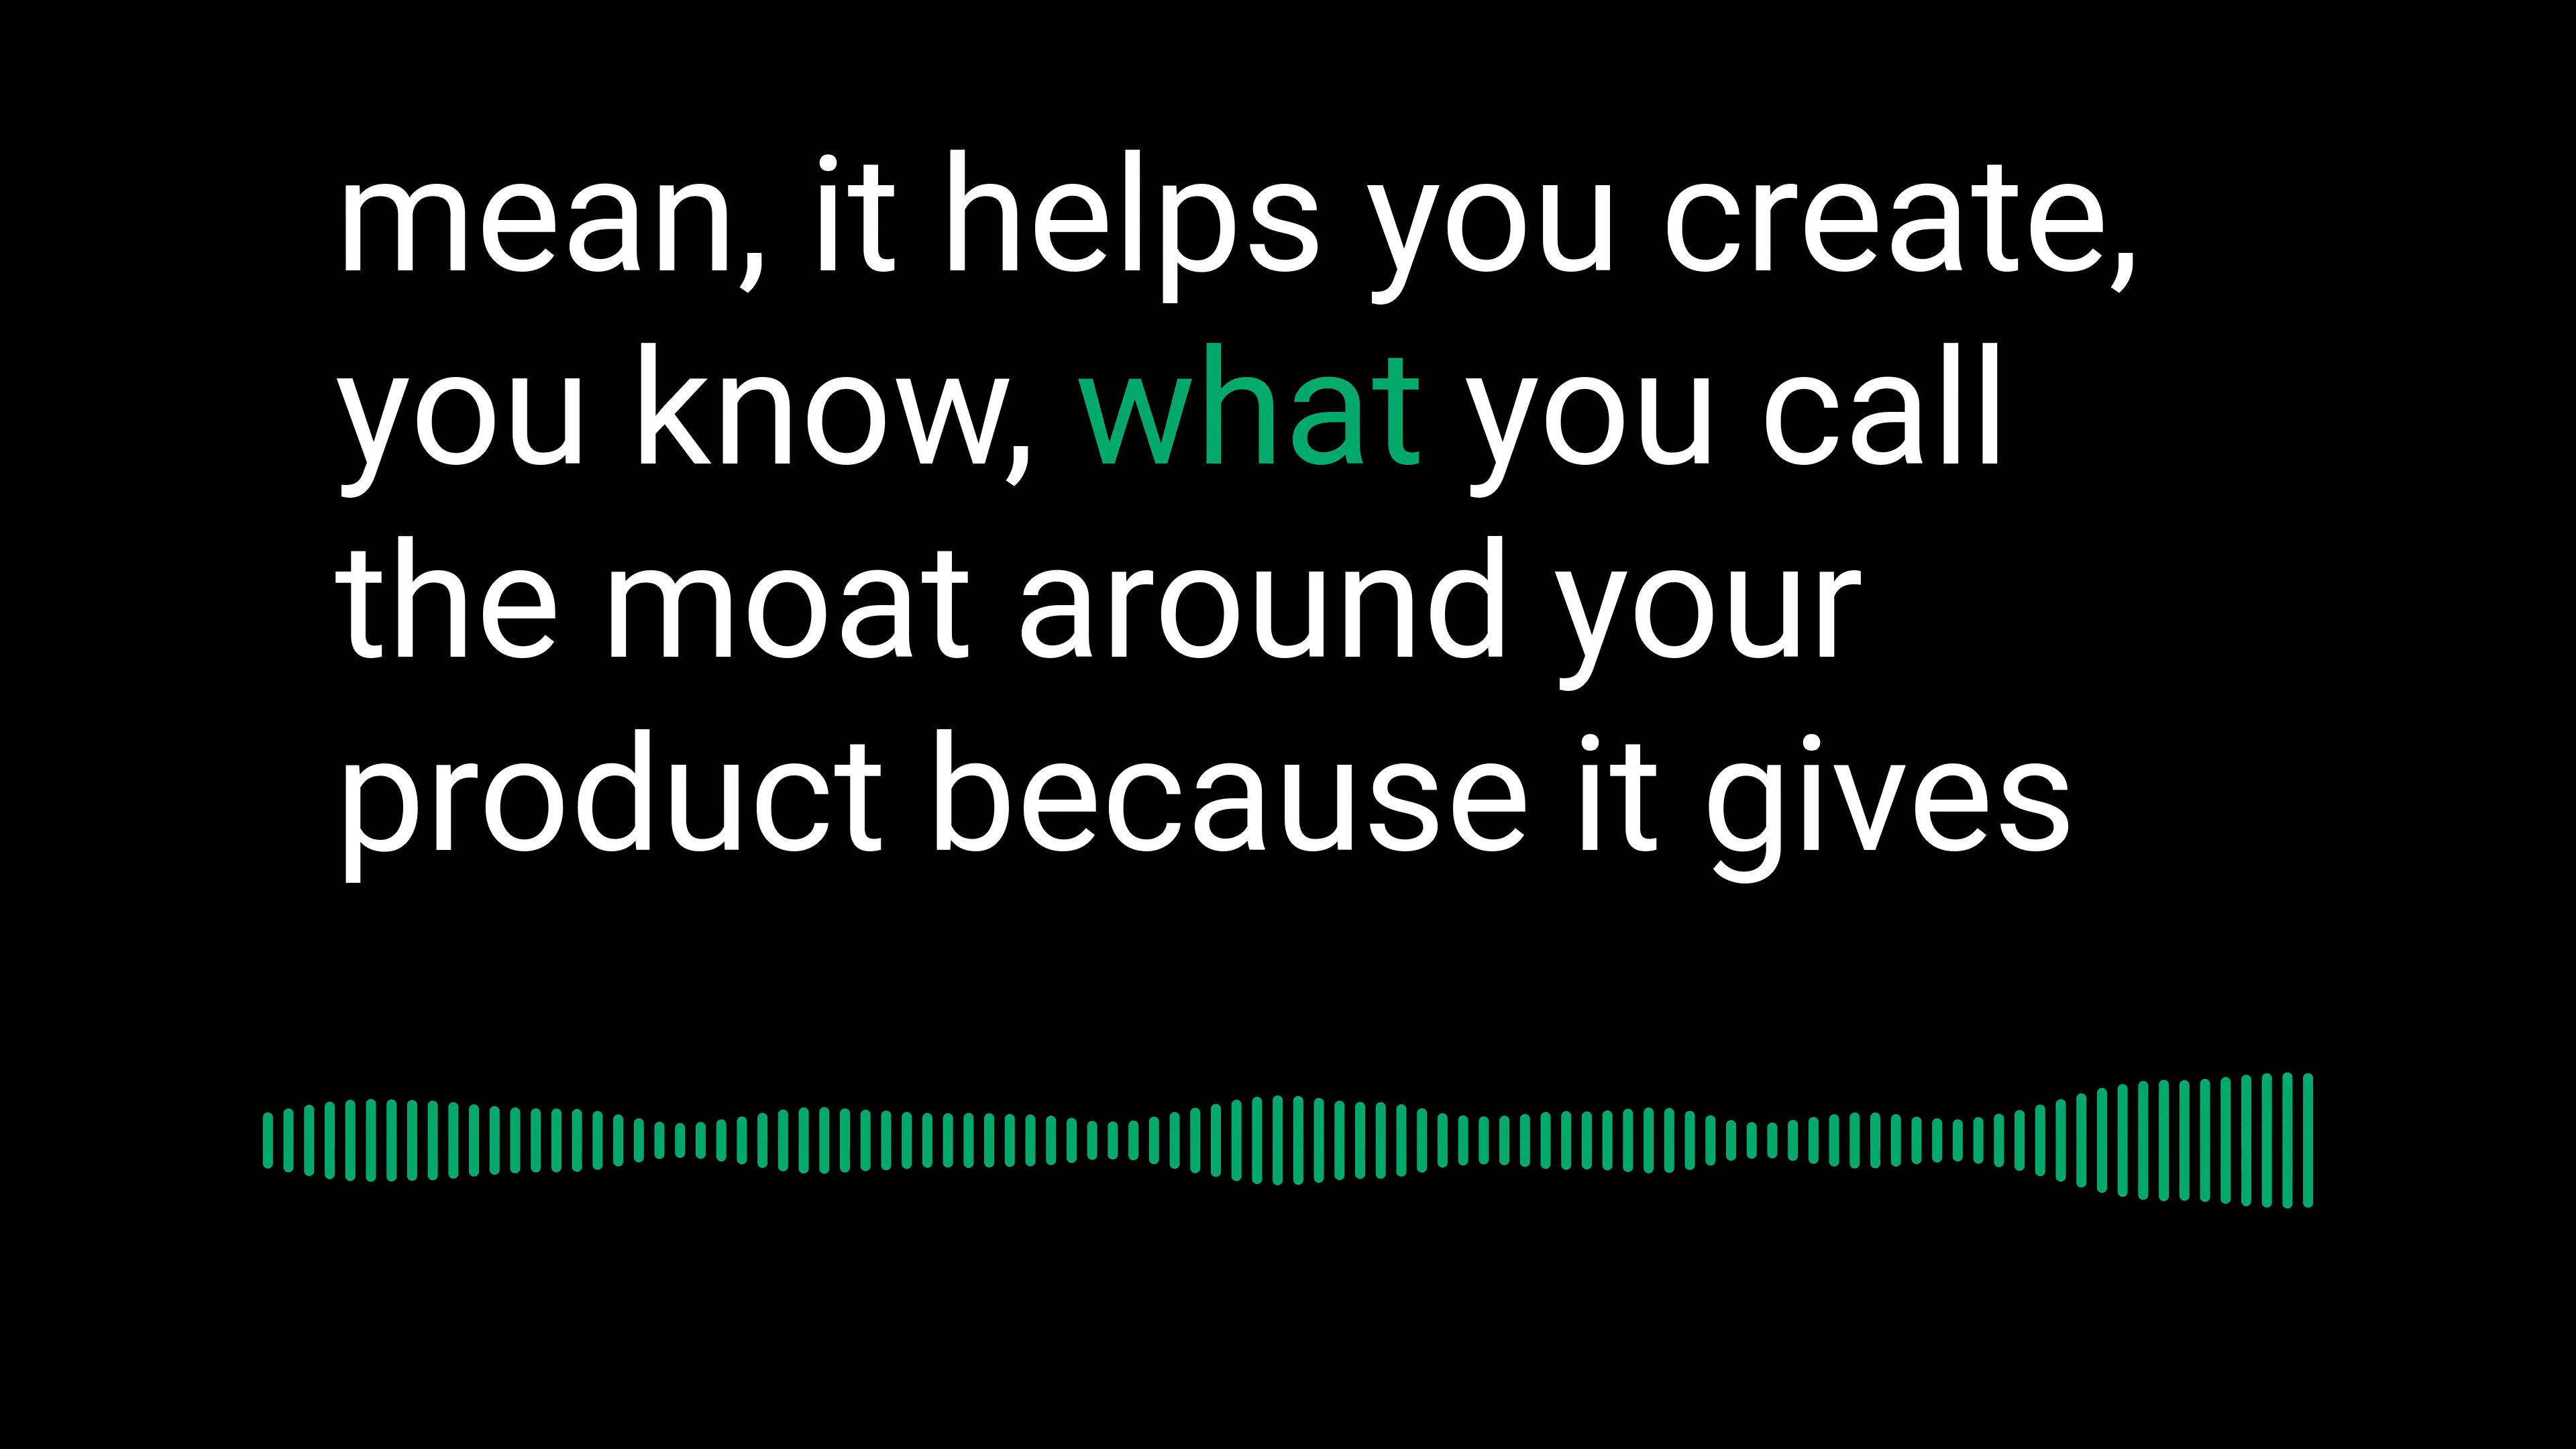 mean, it helps you create,
you know, what you call
the moat around your
product because it gives